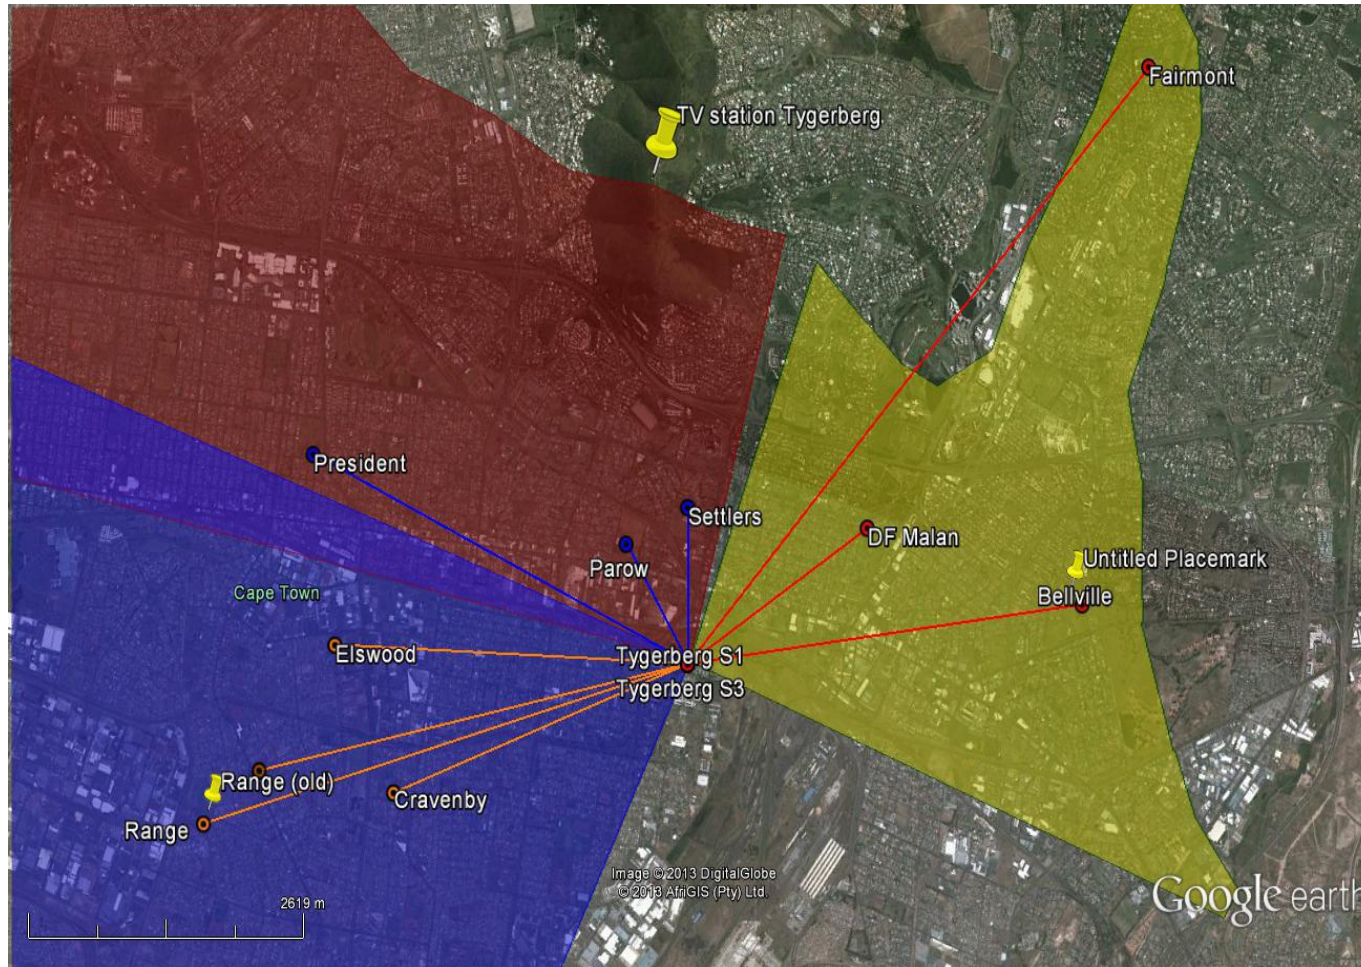 Fairmont
TV station Tygerberg
President
Settlers
DF Malan
Parow
Untitled Placemark
Cape Town
Bellville
Elswood
Tygerberg S1
Tygerberg S3
Range (old)
Cravenby
Range
Image © 2013 DigitalGlobe
© 2013 AfriGIS (Pty) Ltd.
2619 m
Google earth